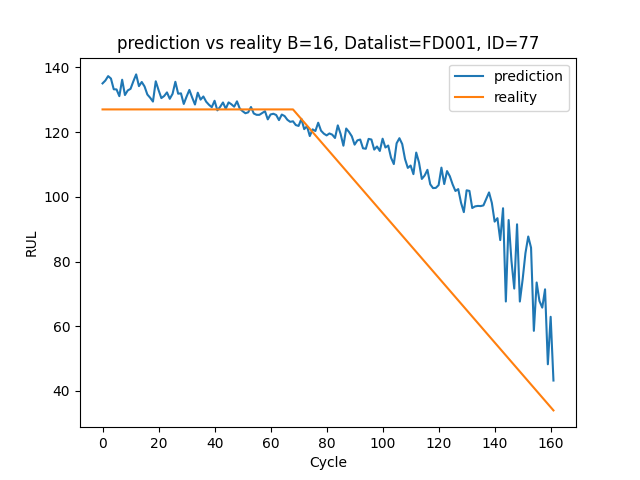 prediction vs reality B=16, Datalist=FD001, ID=77
prediction
reality
RUL
140
120
100
80
60
40
0 20 40 60 80 100 120 140 160
Cycle